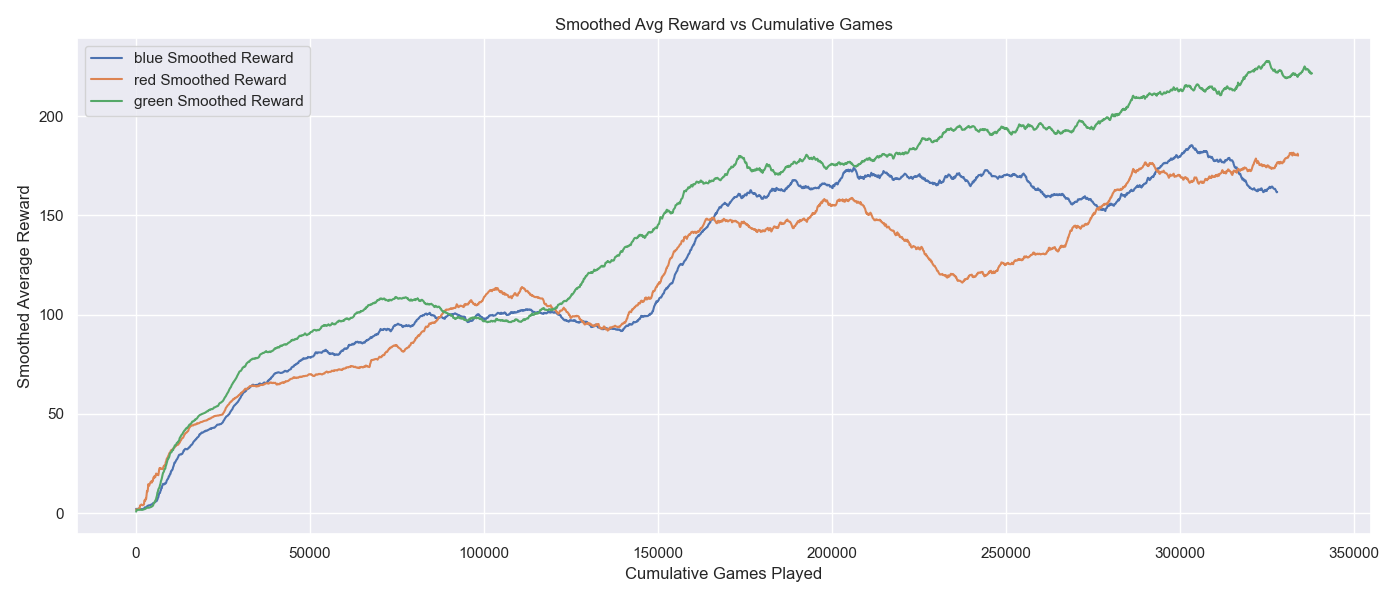 Smoothed Avg Reward vs Cumulative Games
blue Smoothed Reward
red Smoothed Reward
green Smoothed Reward
Smoothed Average Reward
200
150
100
50
0
0 50000 100000 150000 200000 250000 300000 350000
Cumulative Games Played